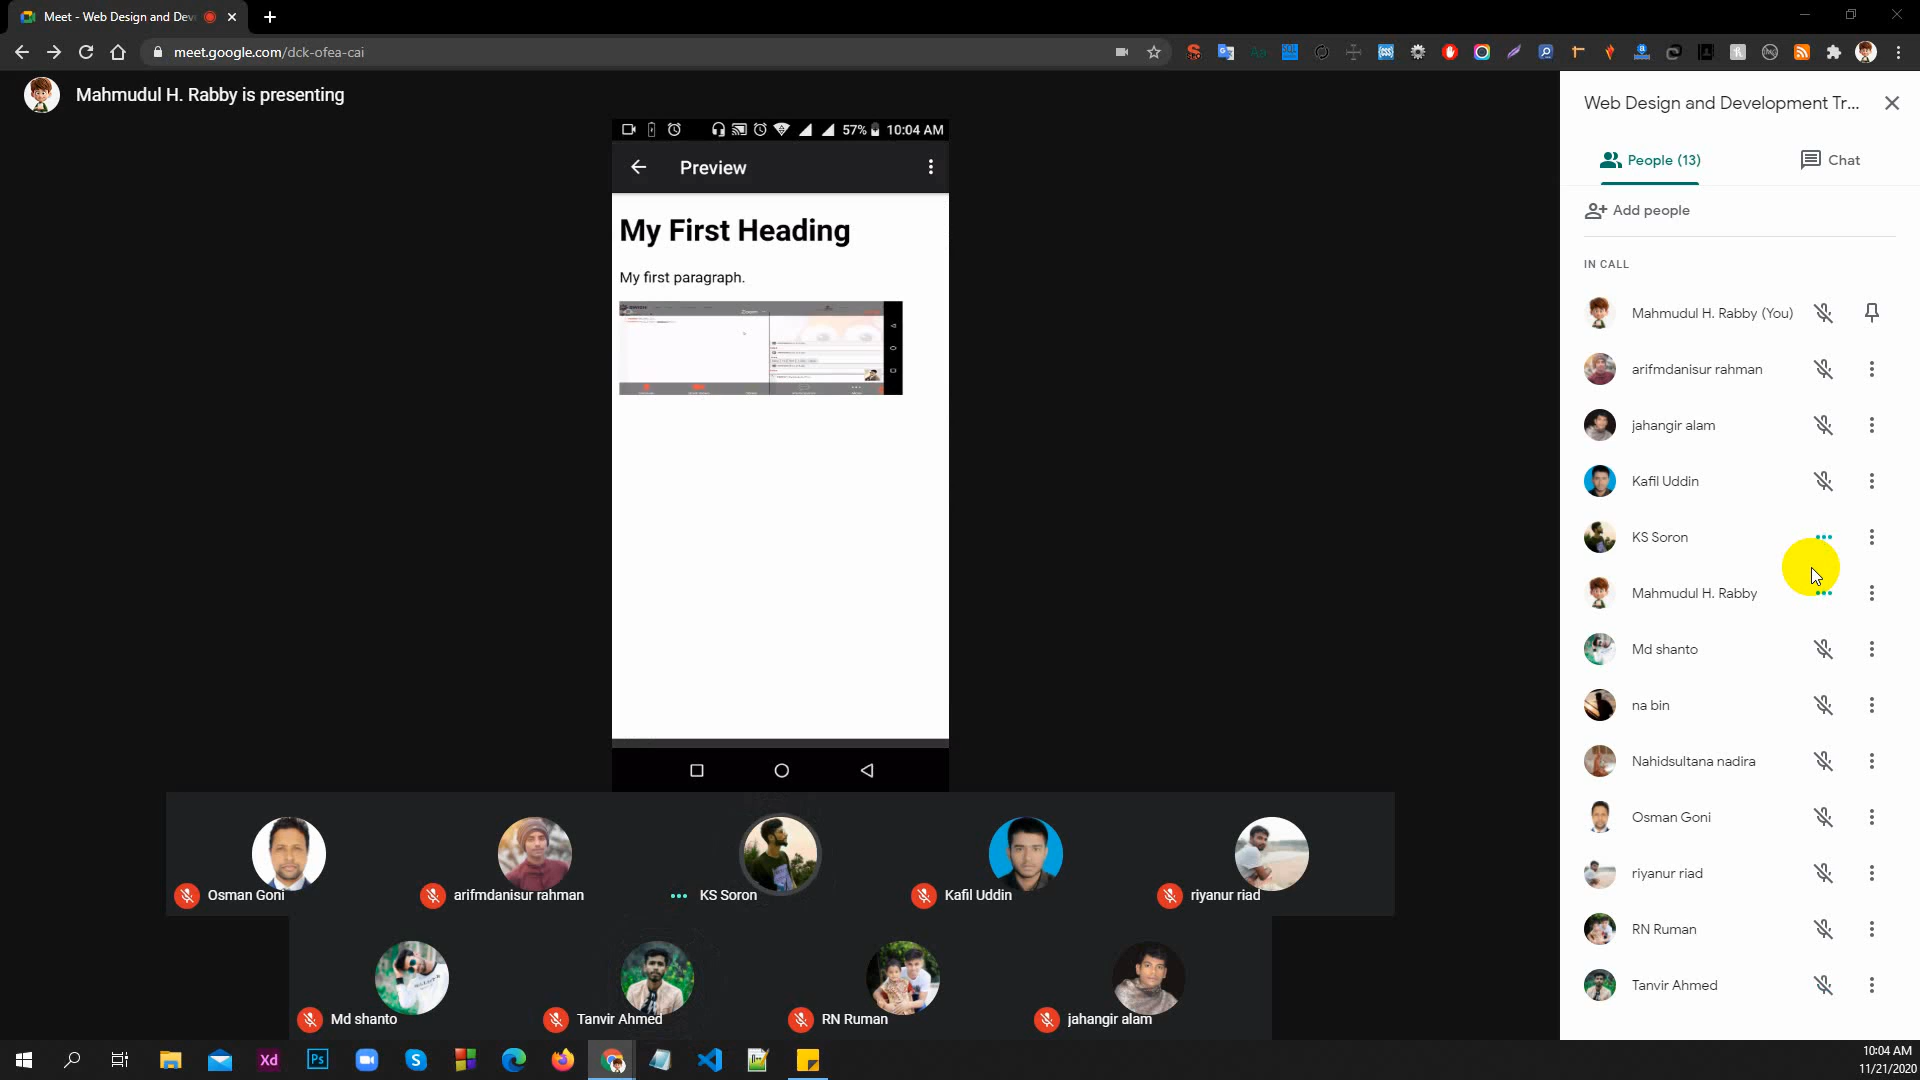 Meet - Web Design and Dev
meet.google.com/dck-ofea-cai
Mahmudul H. Rabby is presenting
57% 10:04 AM
Preview
My First Heading
My first paragraph.
Zoom
Osman Goni
arifmdanisur rahman
KS Soron
Kafil Uddin
riyanur riad
Md shanto
Tanvir Ahmed
RN Ruman
jahangir alam
Web Design and Development Tr...
People (13)
Chat
Add people
IN CALL
Mahmudul H. Rabby (You)
arifmdanisur rahman
jahangir alam
Kafil Uddin
KS Soron
Mahmudul H. Rabby
Md shanto
na bin
Nahidsultana nadira
Osman Goni
riyanur riad
RN Ruman
Tanvir Ahmed
Xd
Ps
10:04 AM
11/21/2020